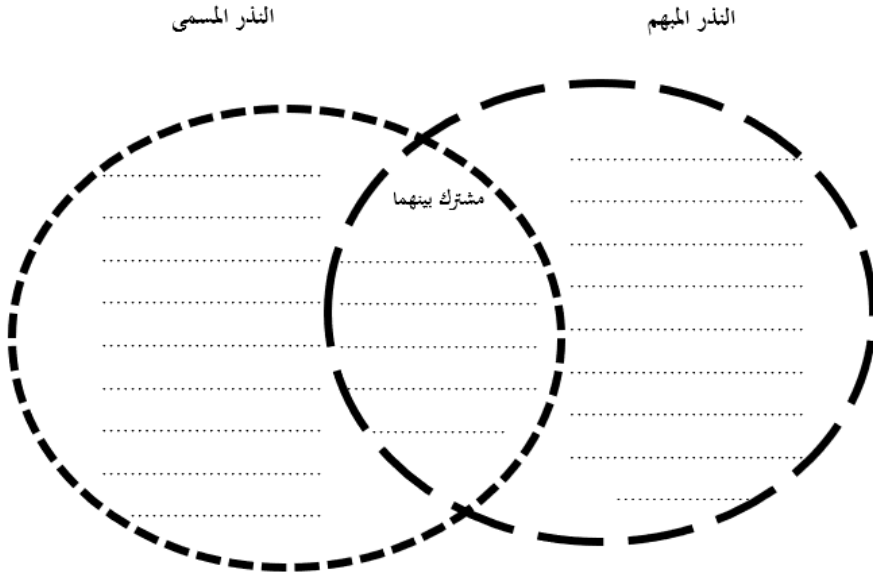 النذر المبهم
النذر المسمى
مشترك بينهما